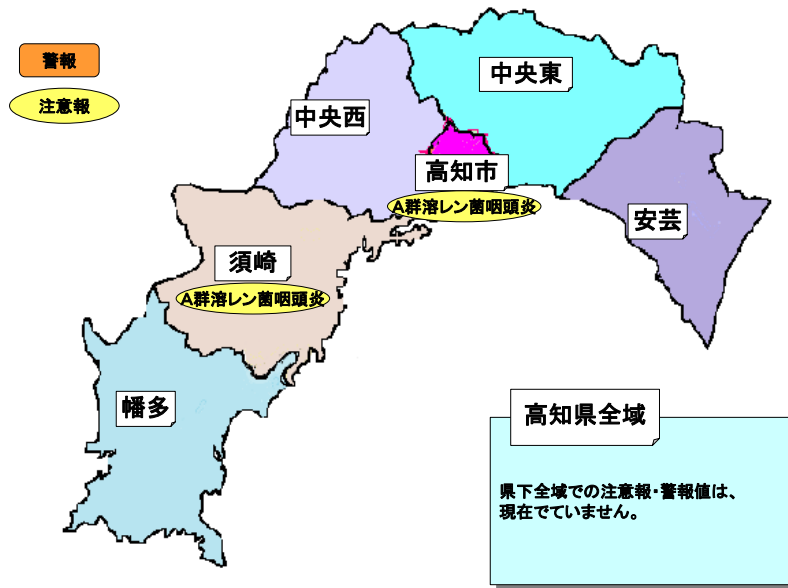 警報
注意報
中央東
中央西
高知市
A群溶レン菌咽頭炎
安芸
須崎
A群溶レン菌咽頭炎
幡多
高知県全域
県下全域での注意報・警報値は、
現在でていません。